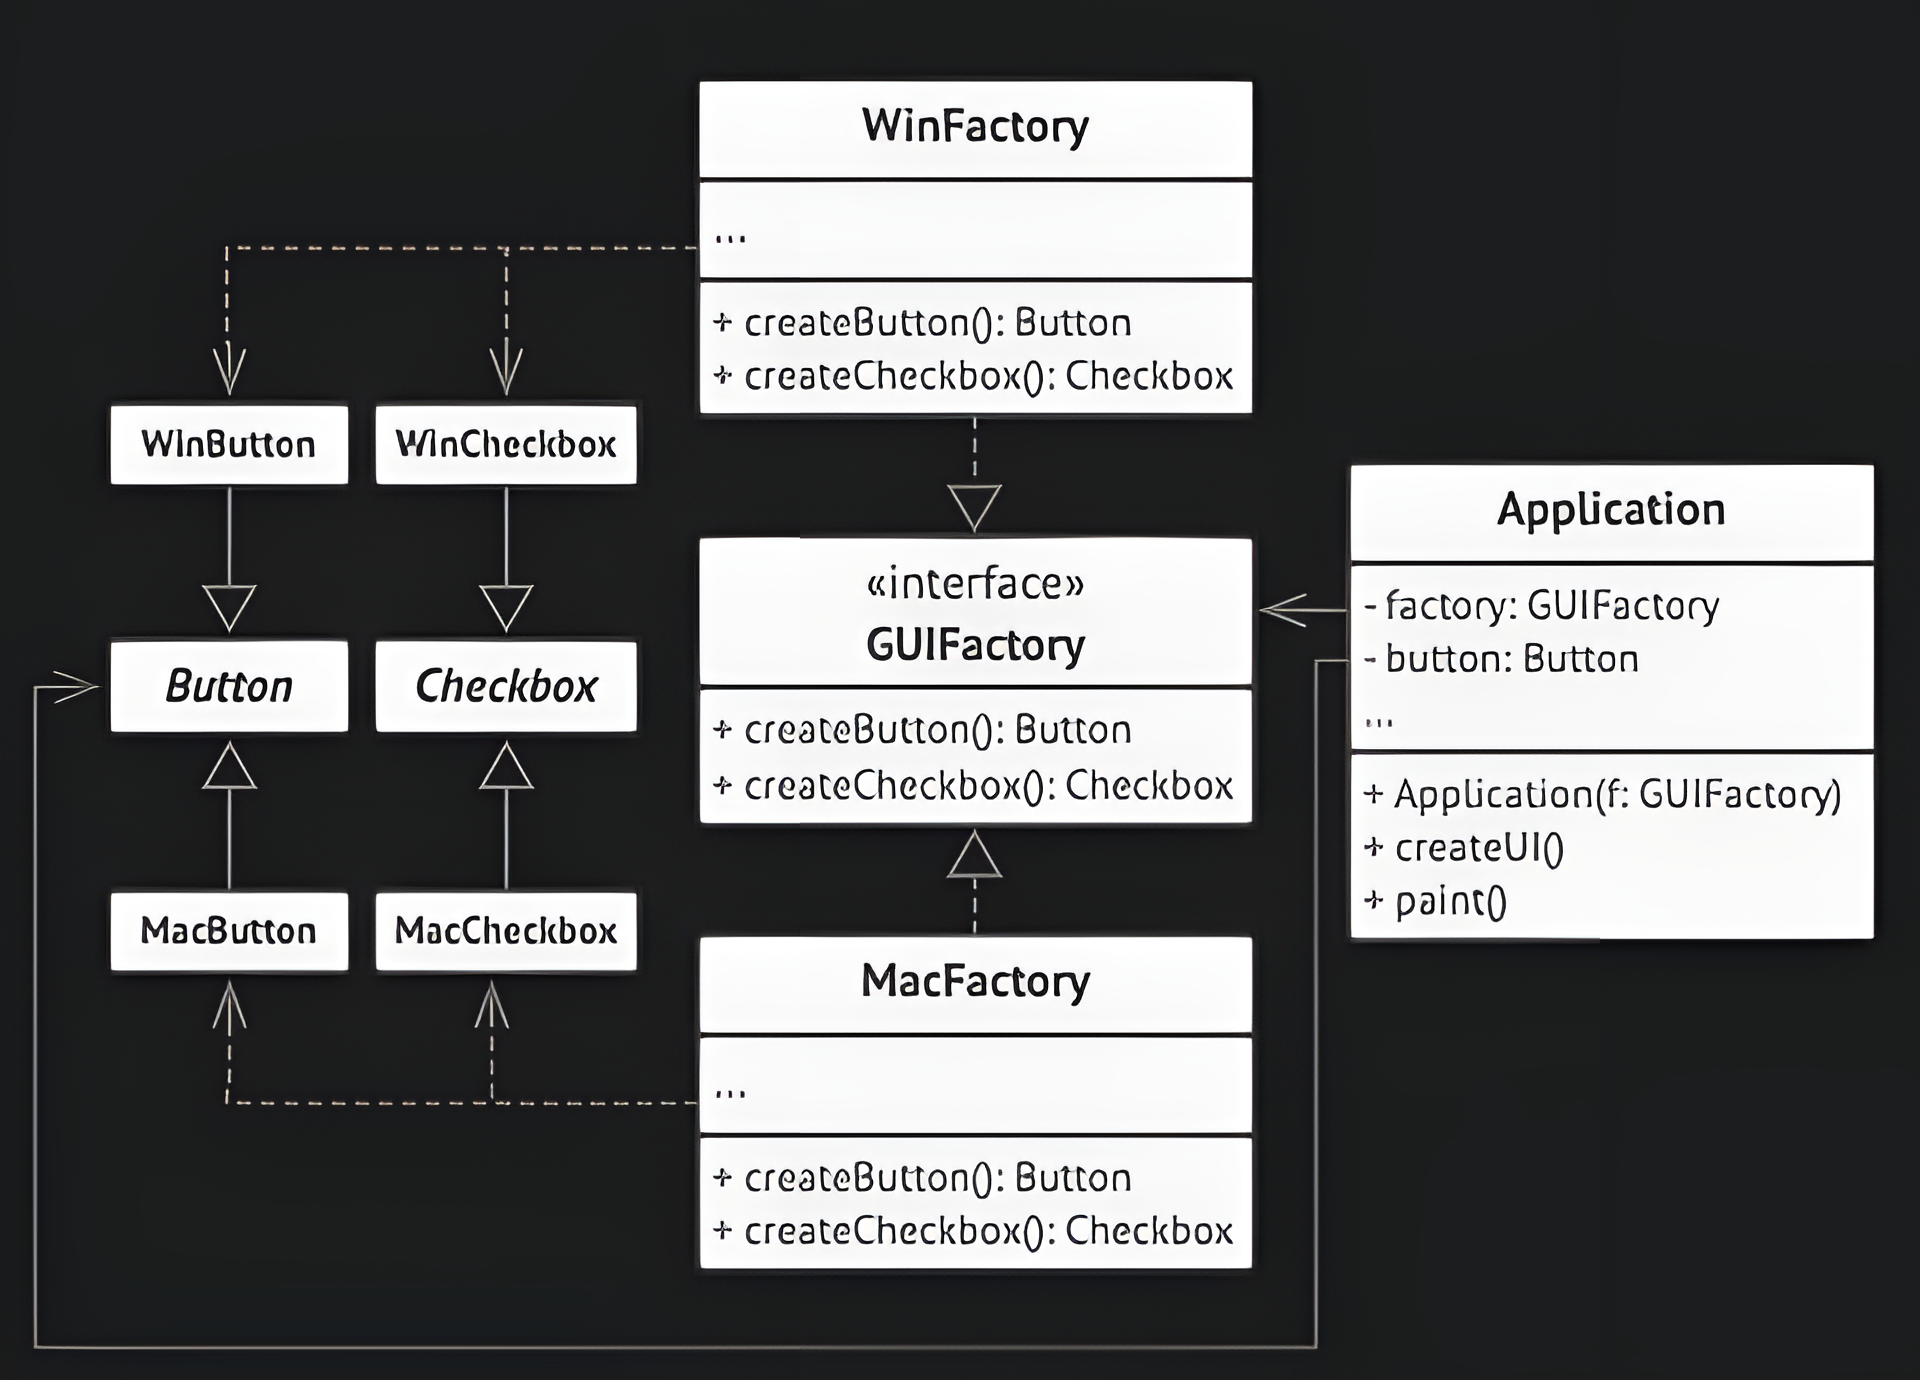 WinFactory
...
+ createButton(): Button
+ createCheckbox(): Checkbox
WinButton
WinCheckbox
Button
Checkbox
MacButton
MacCheckbox
«interface»
GUIFactory
+ createButton(): Button
+ createCheckbox(): Checkbox
MacFactory
...
+ createButton(): Button
+ createCheckbox(): Checkbox
Application
- factory: GUIFactory
- button: Button
...
+ Application(f: GUIFactory)
+ createUI()
+ paint()